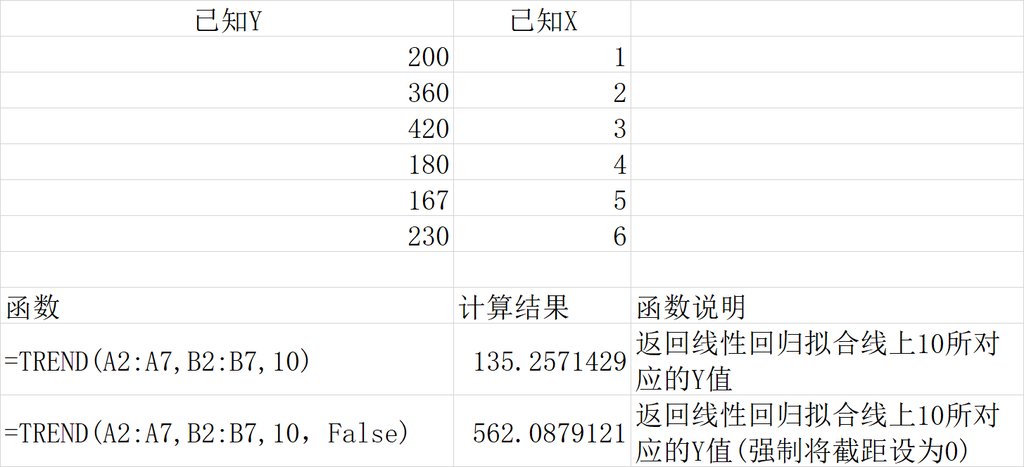 已知Y 已知X
200 1
360 2
420 3
180 4
167 5
230 6
函数 计算结果 函数说明
=TREND(A2:A7,B2:B7,10) 135.2571429 返回线性回归拟合线上10所对
应的Y值
=TREND(A2:A7,B2:B7,10，False) 562.0879121 返回线性回归拟合线上10所对
应的Y值(强制将截距设为0)